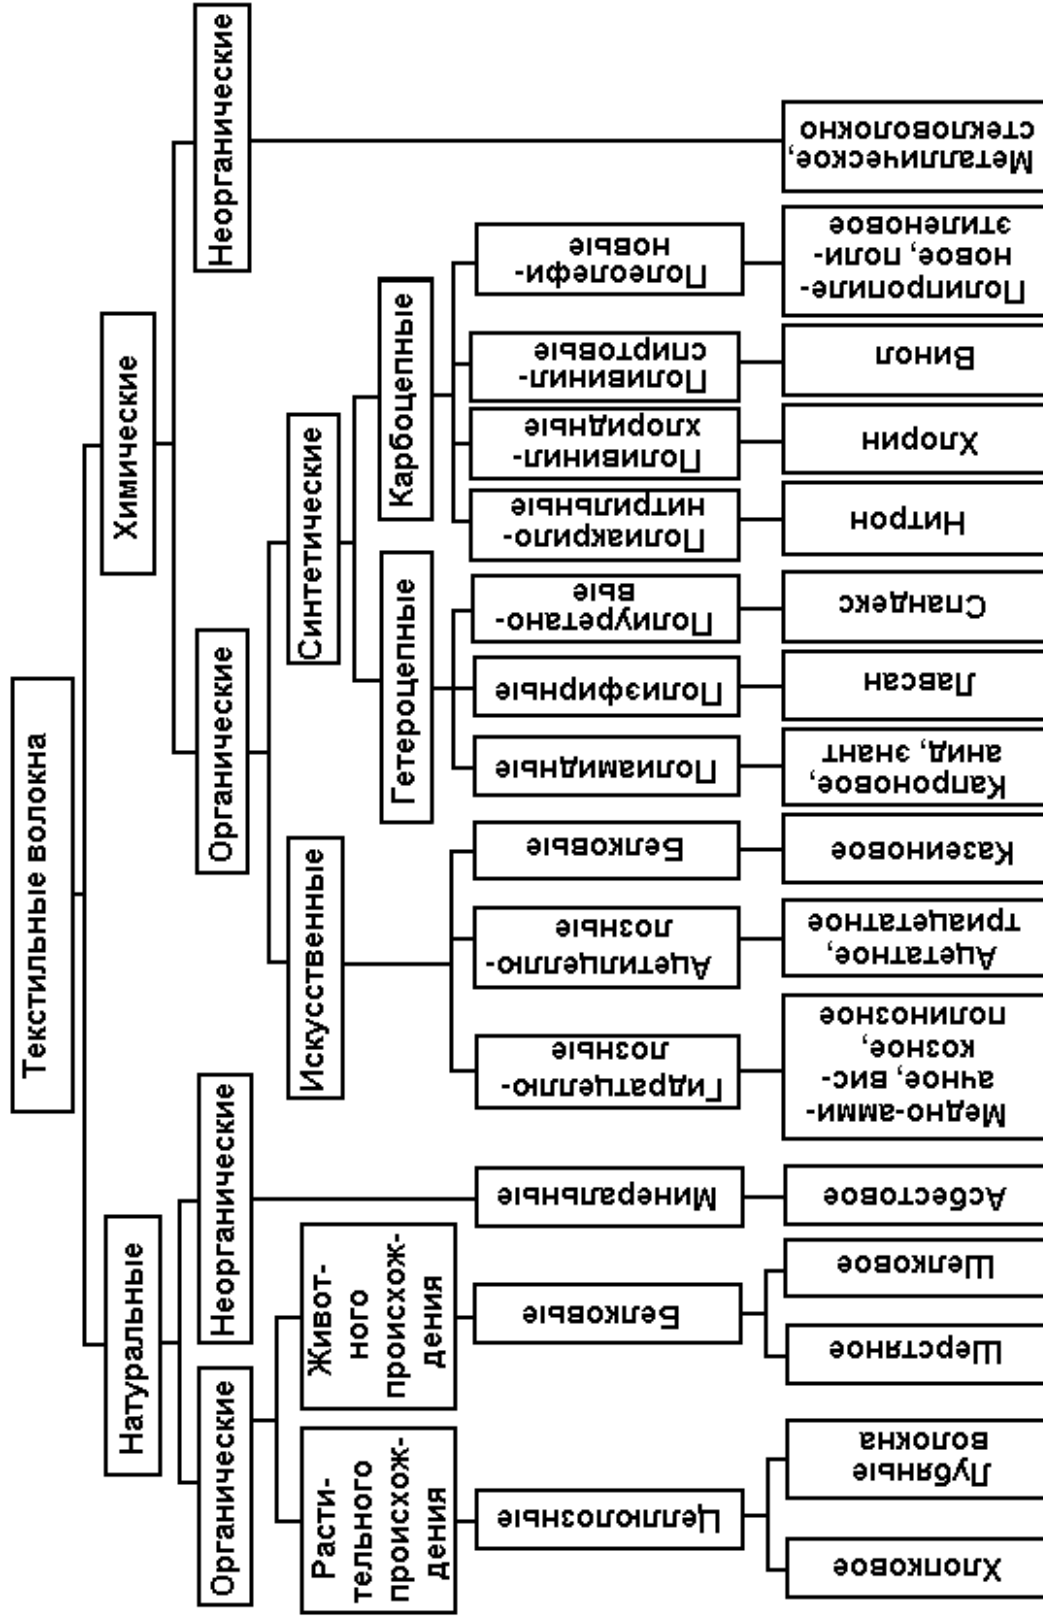 Текстильные волокна
Натуральные
Химические
Органические
Неорганические
Органические
Неорганические
Расти-
тельного
происхож-
дения
Живот-
ного
происхож-
дения
Искусственные
Синтетические
Гетероцепные
Карбоцепные
Целлюлозные
Белковые
Минеральные
Гидратцеллю-
лозные
Ацетилцеллю-
лозные
Белковые
Полиамидные
Полиэфирные
Полиуретано-
вые
Полиакрило-
нитрильные
Поливинил-
хлоридные
Поливинил-
спиртовые
Полеолефи-
новые
Хлопковое
Лубяные
волокна
Шерстяное
Шелковое
Асбестовое
Медно-амми-
ачное, вис-
козное,
полинозное
Ацетатное,
триацетатное
Казеиновое
Капроновое,
анид, энант
Лавсан
Спандекс
Нитрон
Хлорин
Винол
Полипропиле-
новое, поли-
этиленовое
Металлическое,
стекловолокно